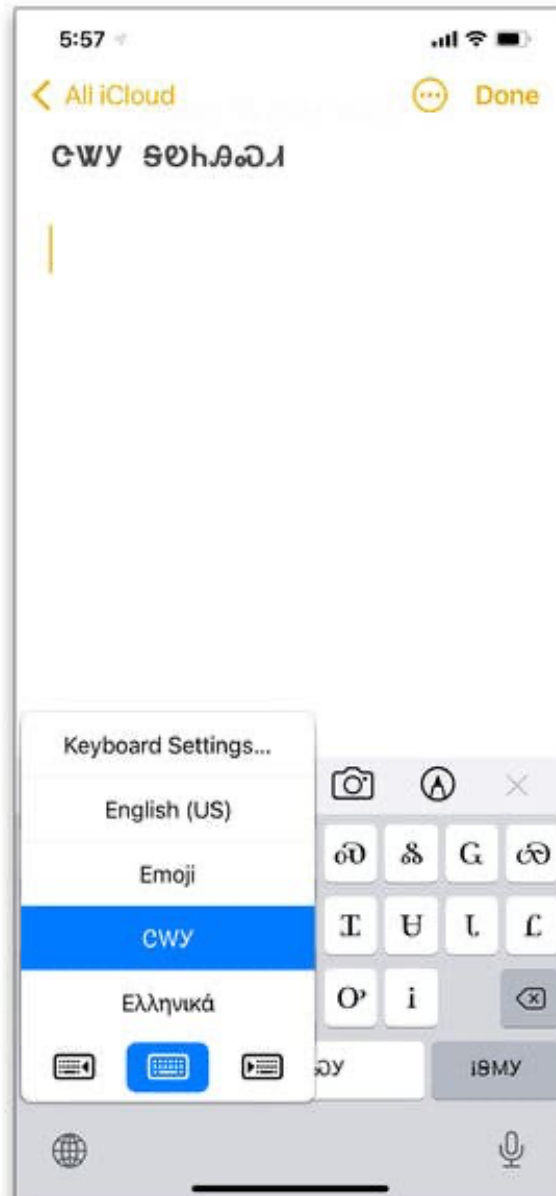 5:57
All iCloud
Done
ᏣᎳᎩ ᎦᏬᏂᎯᏍᏗ
Keyboard Settings...
English (US)
Emoji
ᏣᎳᎩ
Ελληνικά
Ꮹ
Ꭴ Ꭵ